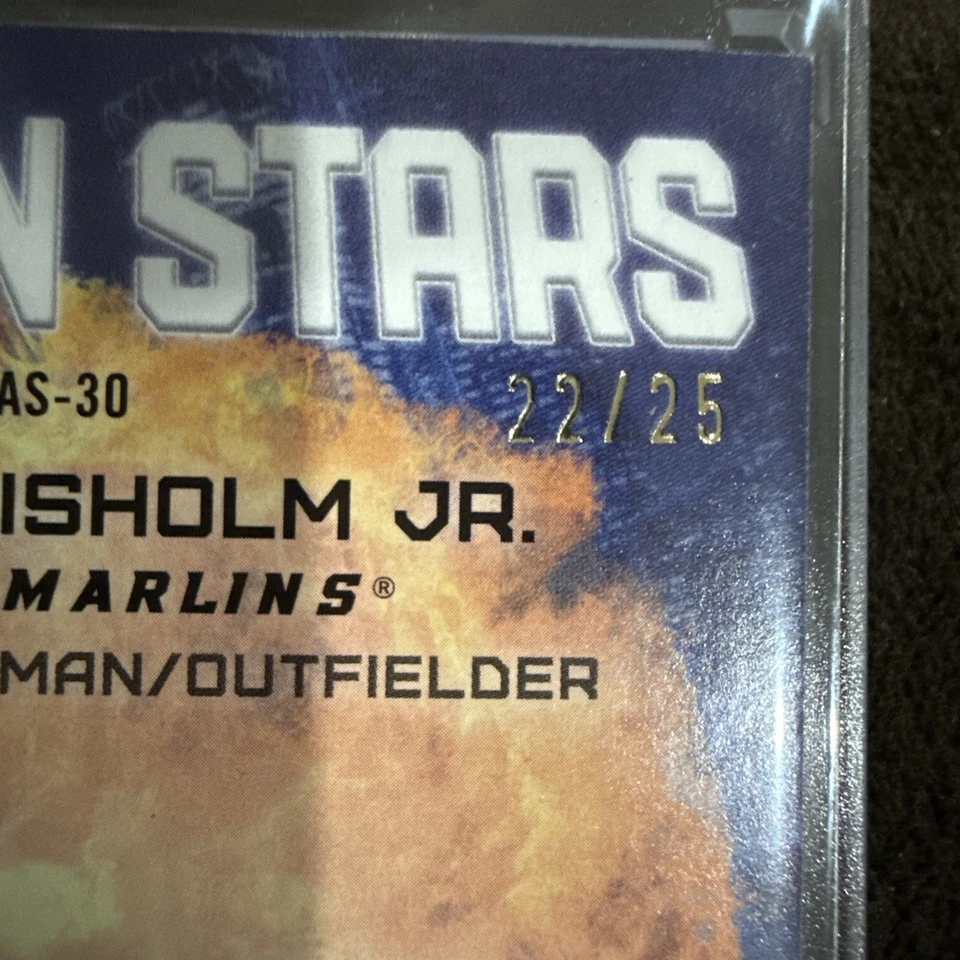 N STARS
AS-30 22/25
ISHOLM JR.
MARLINS®
MAN/OUTFIELDER